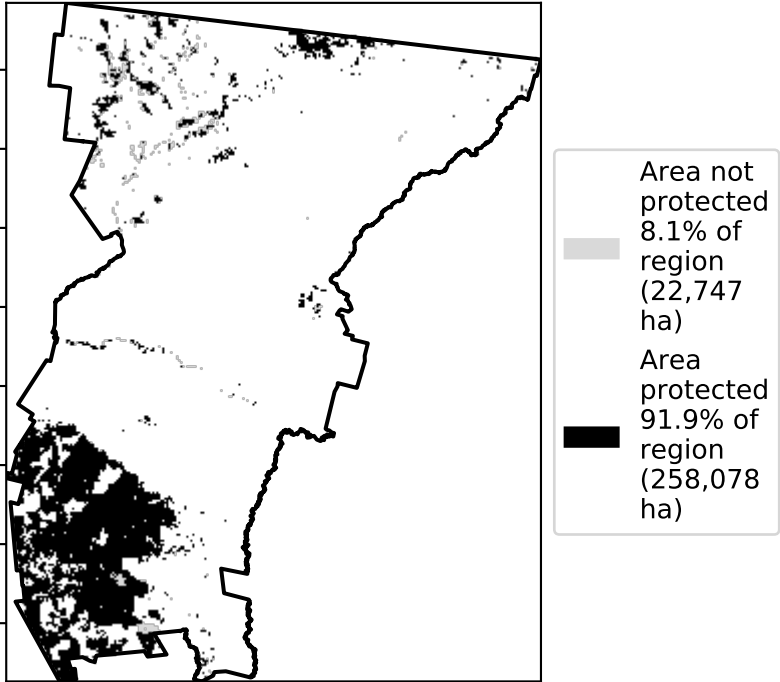 Area not
protected
8.1% of
region
(22,747
ha)
Area
protected
91.9% of
region
(258,078
ha)